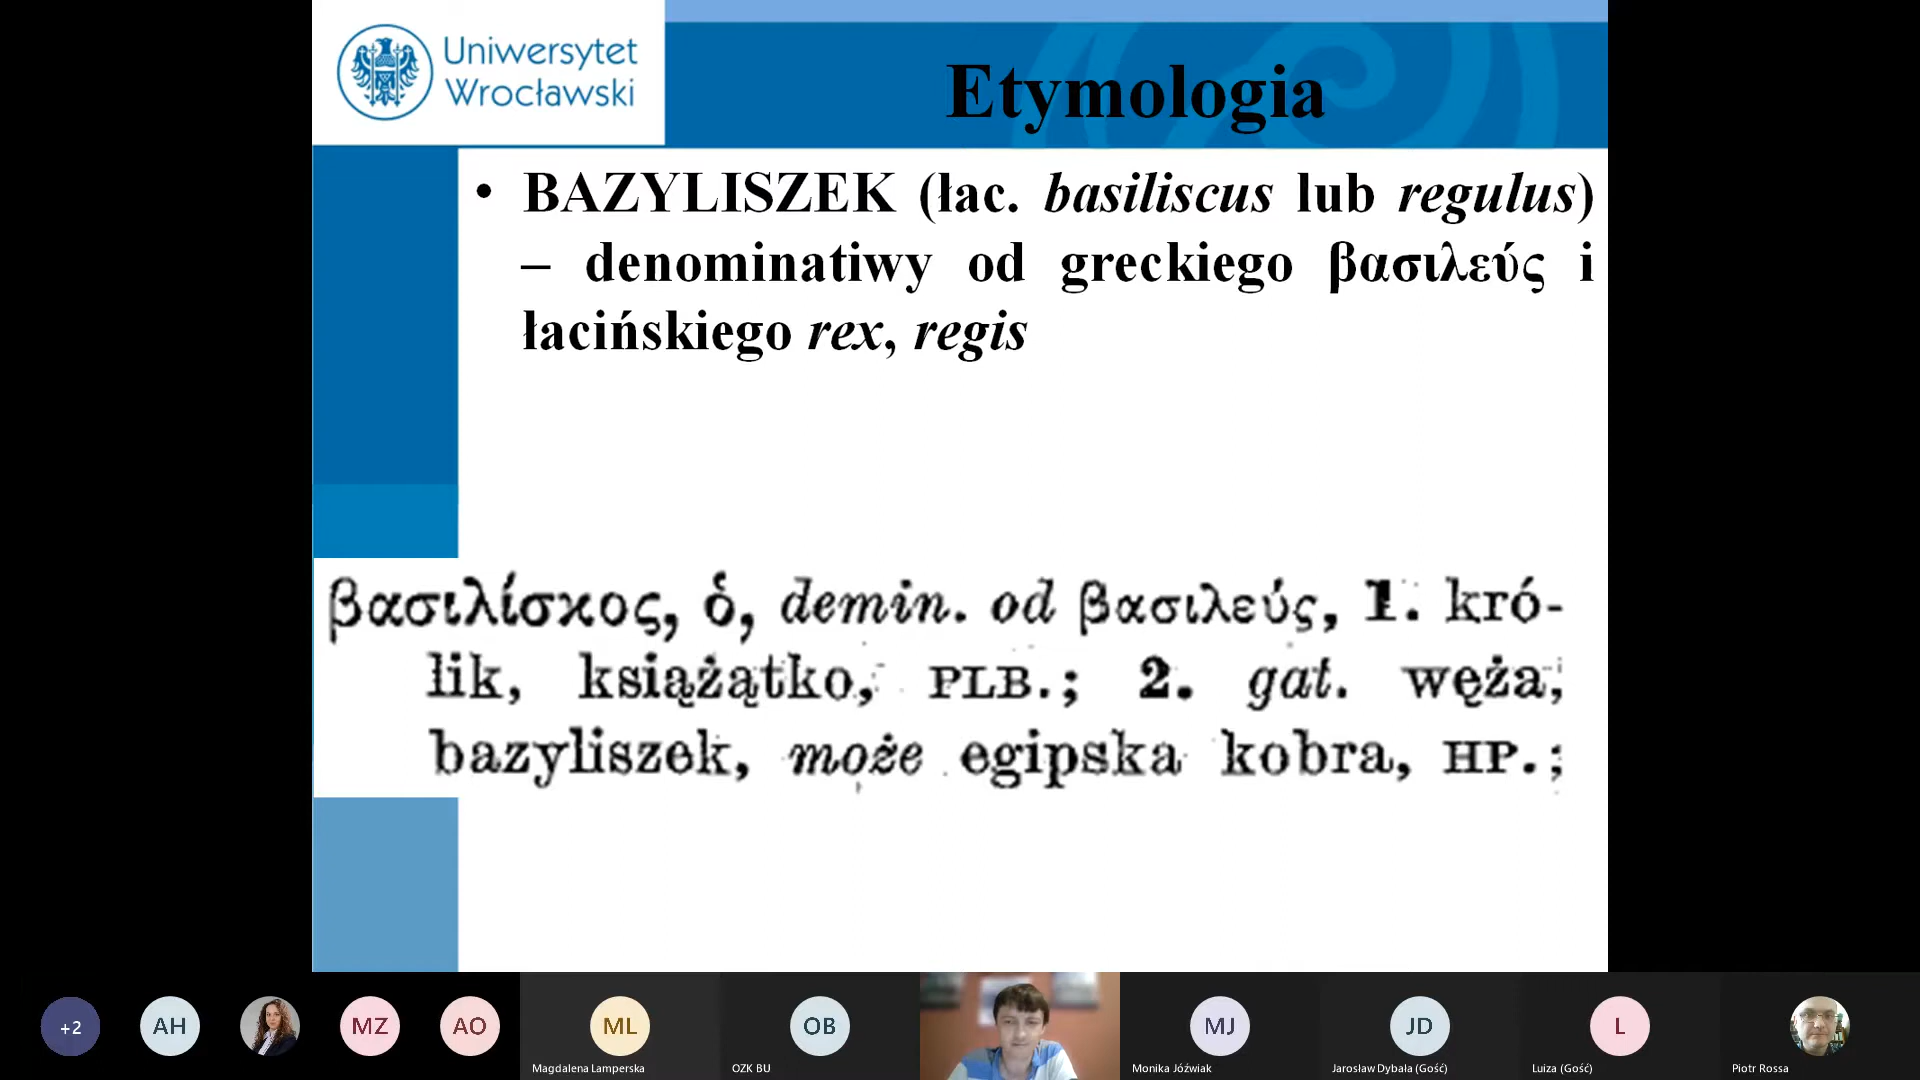 Uniwersytet
Wrocławski
Etymologia
• BAZYLISZEK (łac. basiliscus lub regulus)
– denominatiwy od greckiego βασιλεύς i
łacińskiego rex, regis
βασιλίσκος, ὁ, demin. od βασιλεύς, 1. kró-
lik, książątko, PLB.; 2. gat. węża,
bazyliszek, może egipska kobra, HP.;
+2
AH
MZ
AO
ML
OB
MJ
JD
L
Magdalena Lamperska
OZK BU
Monika Jóźwiak
Jarosław Dybała (Gość)
Luiza (Gość)
Piotr Rossa